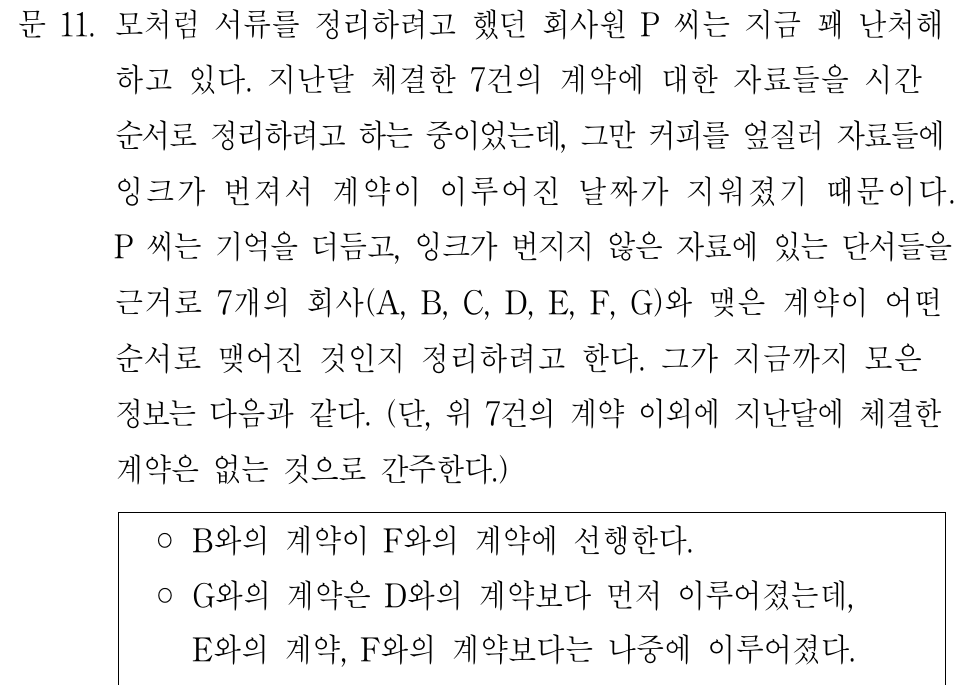 문 11. 모처럼 서류를 정리하려고 했던 회사원 P 씨는 지금 꽤 난처해
하고 있다. 지난달 체결한 7건의 계약에 대한 자료들을 시간
순서로 정리하려고 하는 중이었는데, 그만 커피를 엎질러 자료들에
잉크가 번져서 계약이 이루어진 날짜가 지워졌기 때문이다.
P 씨는 기억을 더듬고, 잉크가 번지지 않은 자료에 있는 단서들을
근거로 7개의 회사(A, B, C, D, E, F, G)와 맺은 계약이 어떤
순서로 맺어진 것인지 정리하려고 한다. 그가 지금까지 모은
정보는 다음과 같다. (단, 위 7건의 계약 이외에 지난달에 체결한
계약은 없는 것으로 간주한다.)
○ B와의 계약이 F와의 계약에 선행한다.
○ G와의 계약은 D와의 계약보다 먼저 이루어졌는데,
E와의 계약, F와의 계약보다는 나중에 이루어졌다.